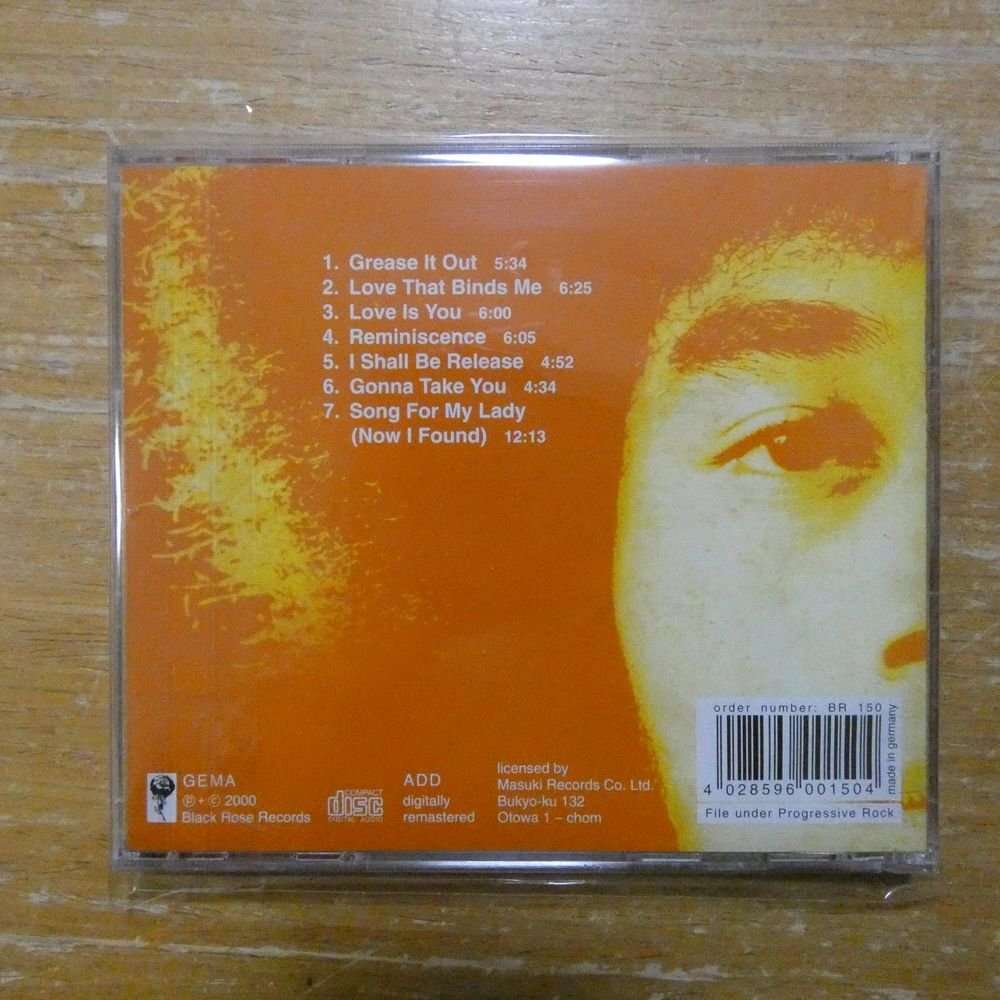 1. Grease It Out 5:34
2. Love That Binds Me 6:25
3. Love Is You 6:00
4. Reminiscence 6:05
5. I Shall Be Release 4:52
6. Gonna Take You 4:34
7. Song For My Lady
(Now I Found) 12:13
GEMA
℗ + © 2000
Black Rose Records
COMPACT
disc
DIGITAL AUDIO
ADD
digitally
remastered
licensed by
Masuki Records Co. Ltd.
Bukyo-ku 132
Otowa 1 – chom
order number: BR 150
4 028596 001504
made in germany
File under Progressive Rock